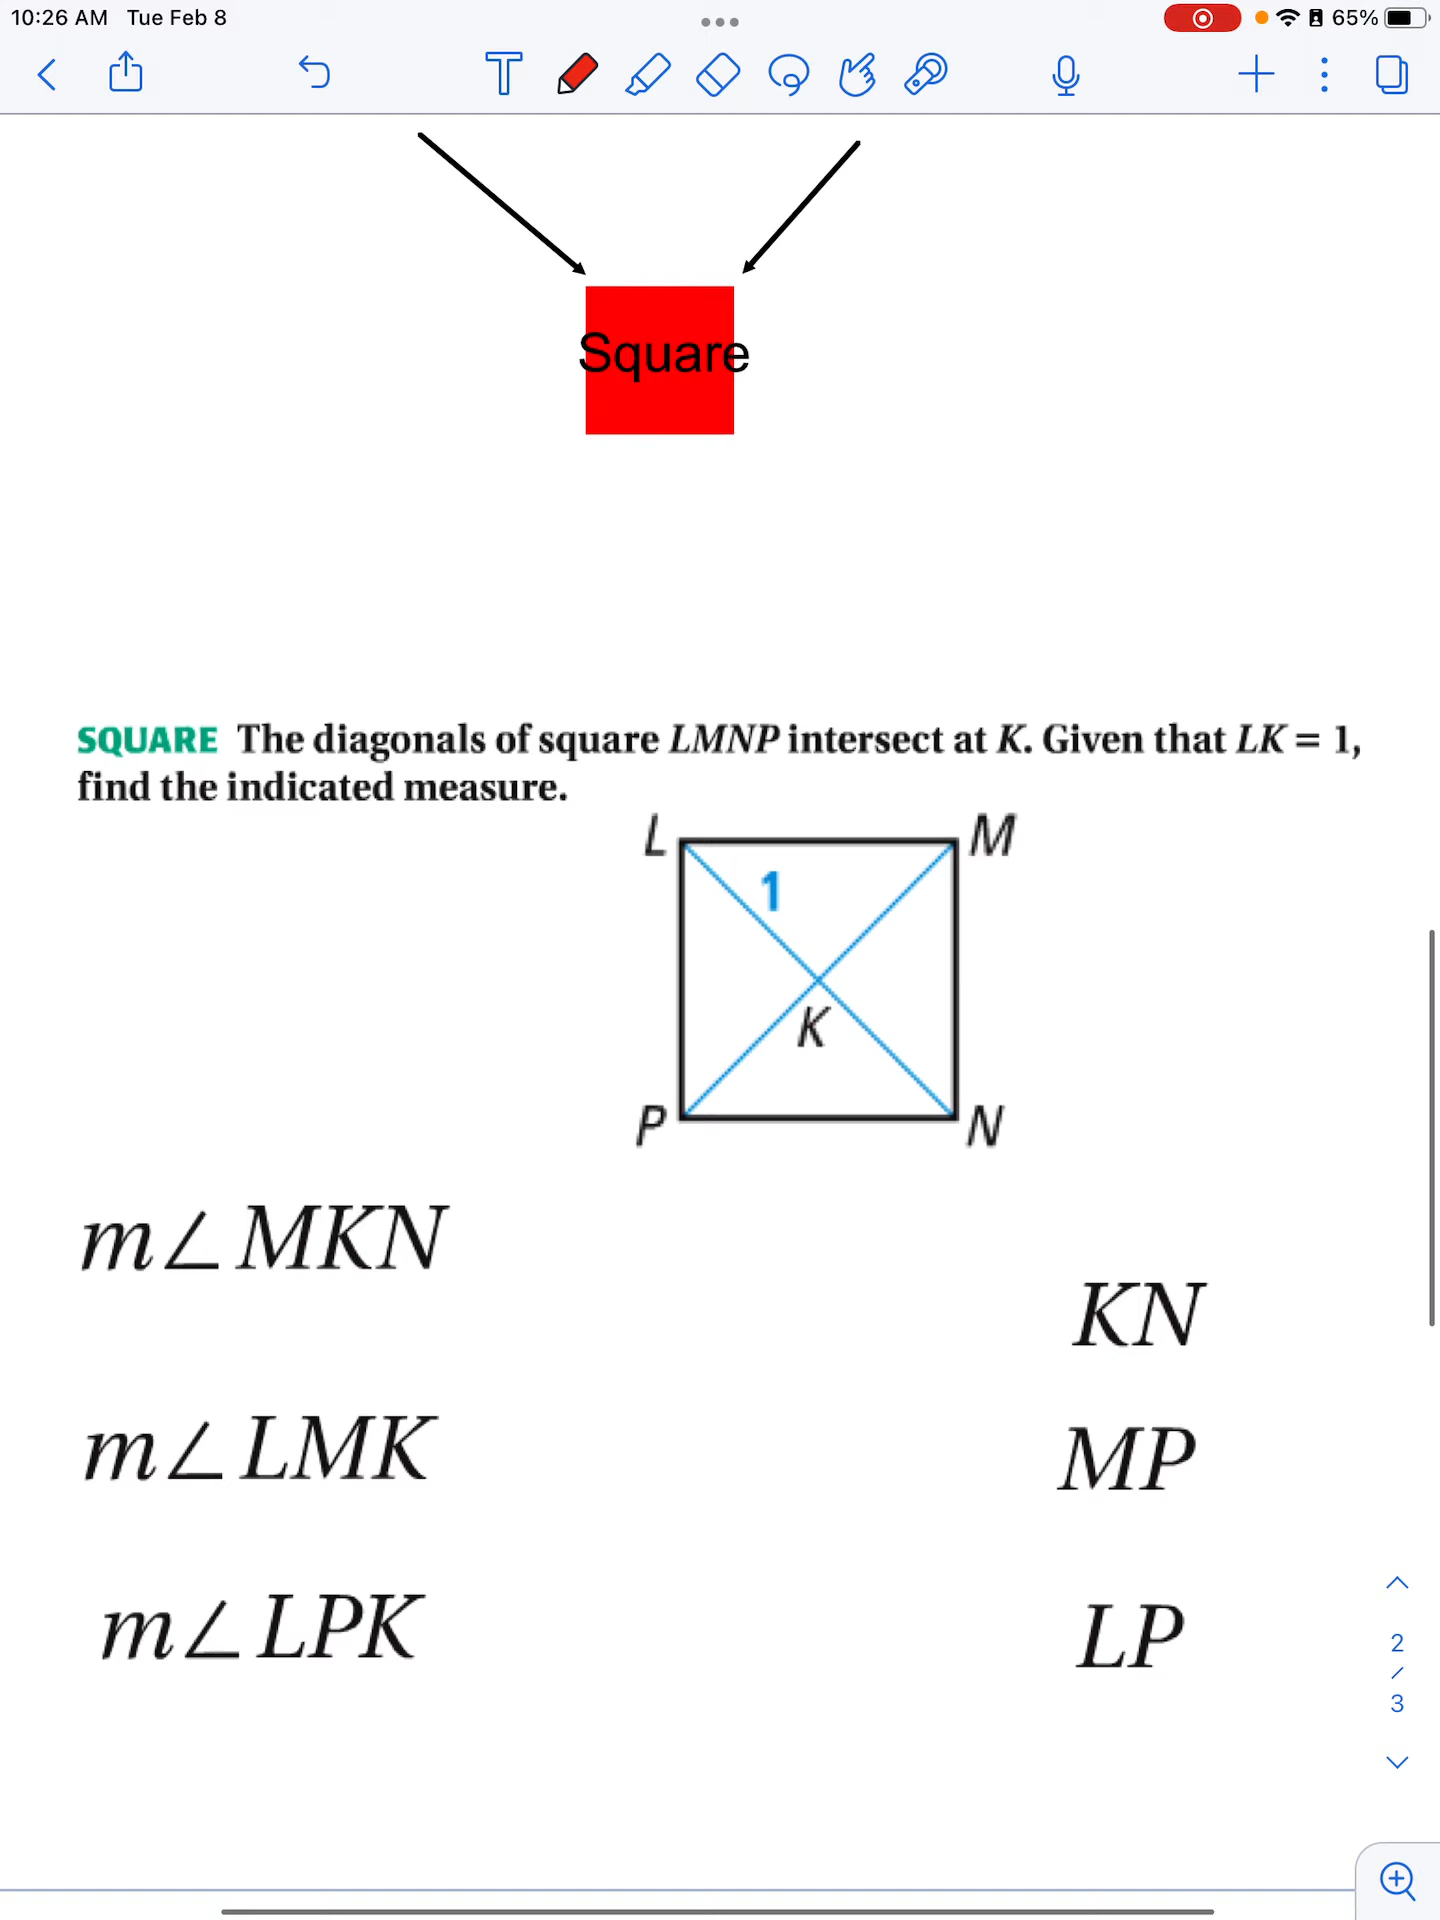 10:26 AM Tue Feb 8
65%
Square
SQUARE The diagonals of square LMNP intersect at K. Given that LK = 1,
find the indicated measure.
L
M
1
K
P
N
m∠MKN
KN
m∠LMK
MP
m∠LPK
LP
2
/
3